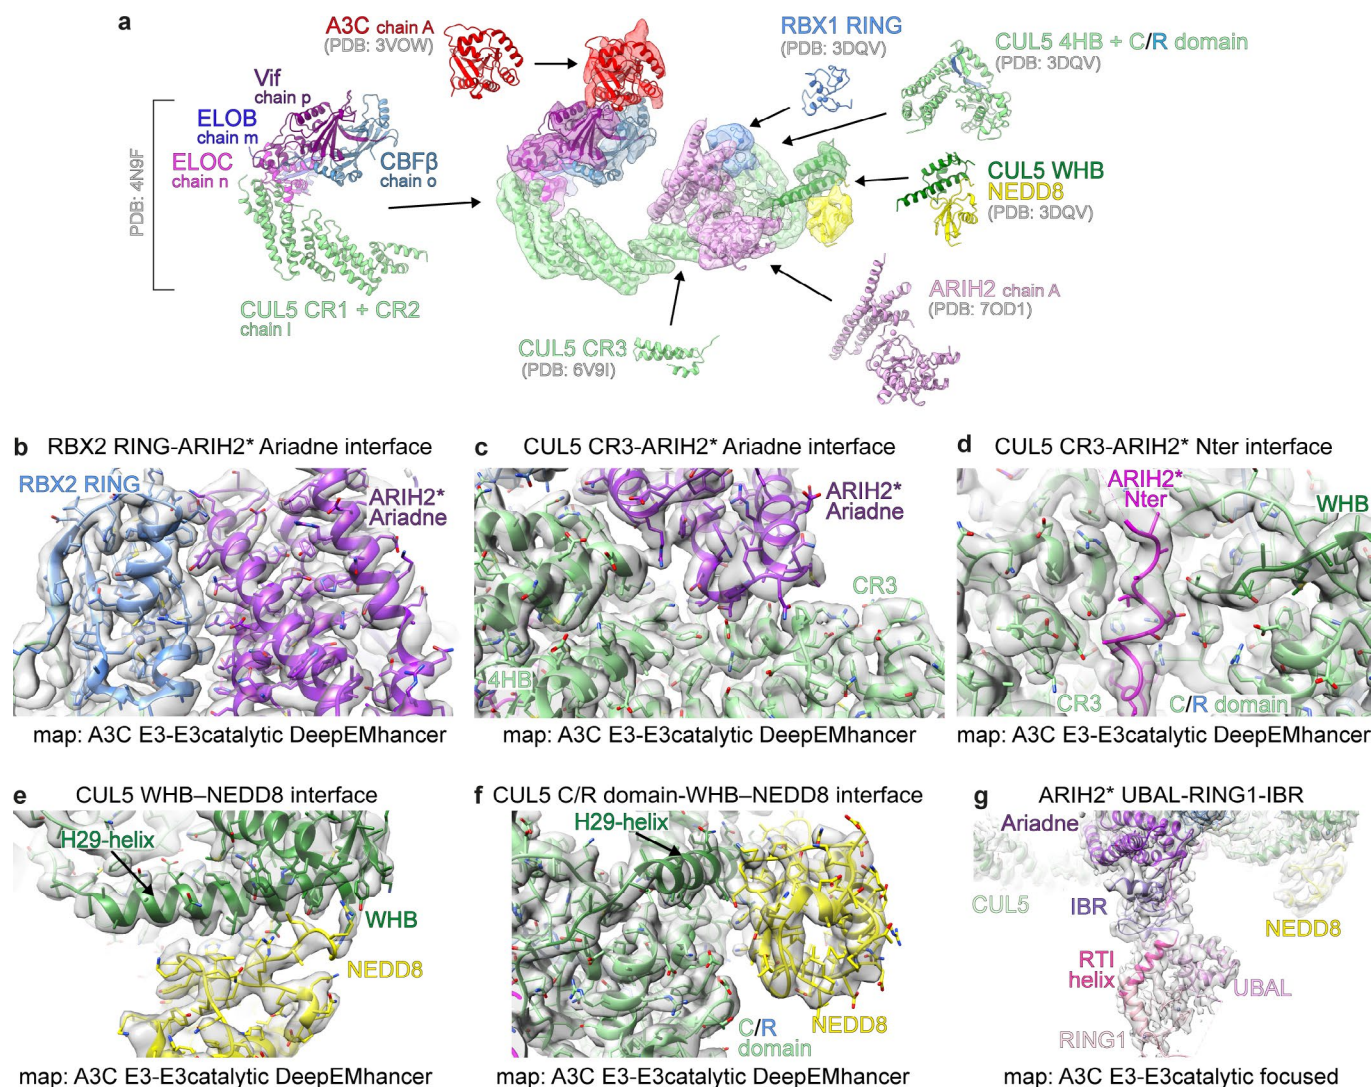 a
A3C chain A
(PDB: 3VOW)
RBX1 RING
(PDB: 3DQV)
CUL5 4HB + C/R domain
(PDB: 3DQV)
Vif
chain p
ELOB
chain m
ELOC
chain n
CBFβ
chain o
PDB: 4N9F
CUL5 WHB
NEDD8
(PDB: 3DQV)
CUL5 CR1 + CR2
chain l
ARIH2 chain A
(PDB: 7OD1)
CUL5 CR3
(PDB: 6V9I)
b RBX2 RING-ARIH2* Ariadne interface
RBX2 RING
ARIH2*
Ariadne
map: A3C E3-E3catalytic DeepEMhancer
c CUL5 CR3-ARIH2* Ariadne interface
ARIH2*
Ariadne
CR3
4HB
map: A3C E3-E3catalytic DeepEMhancer
d CUL5 CR3-ARIH2* Nter interface
ARIH2*
Nter
WHB
CR3
C/R domain
map: A3C E3-E3catalytic DeepEMhancer
e CUL5 WHB–NEDD8 interface
H29-helix
WHB
NEDD8
map: A3C E3-E3catalytic DeepEMhancer
f CUL5 C/R domain-WHB–NEDD8 interface
H29-helix
C/R
domain
NEDD8
map: A3C E3-E3catalytic DeepEMhancer
g ARIH2* UBAL-RING1-IBR
Ariadne
CUL5
IBR
NEDD8
RTI
helix
UBAL
RING1
map: A3C E3-E3catalytic focused